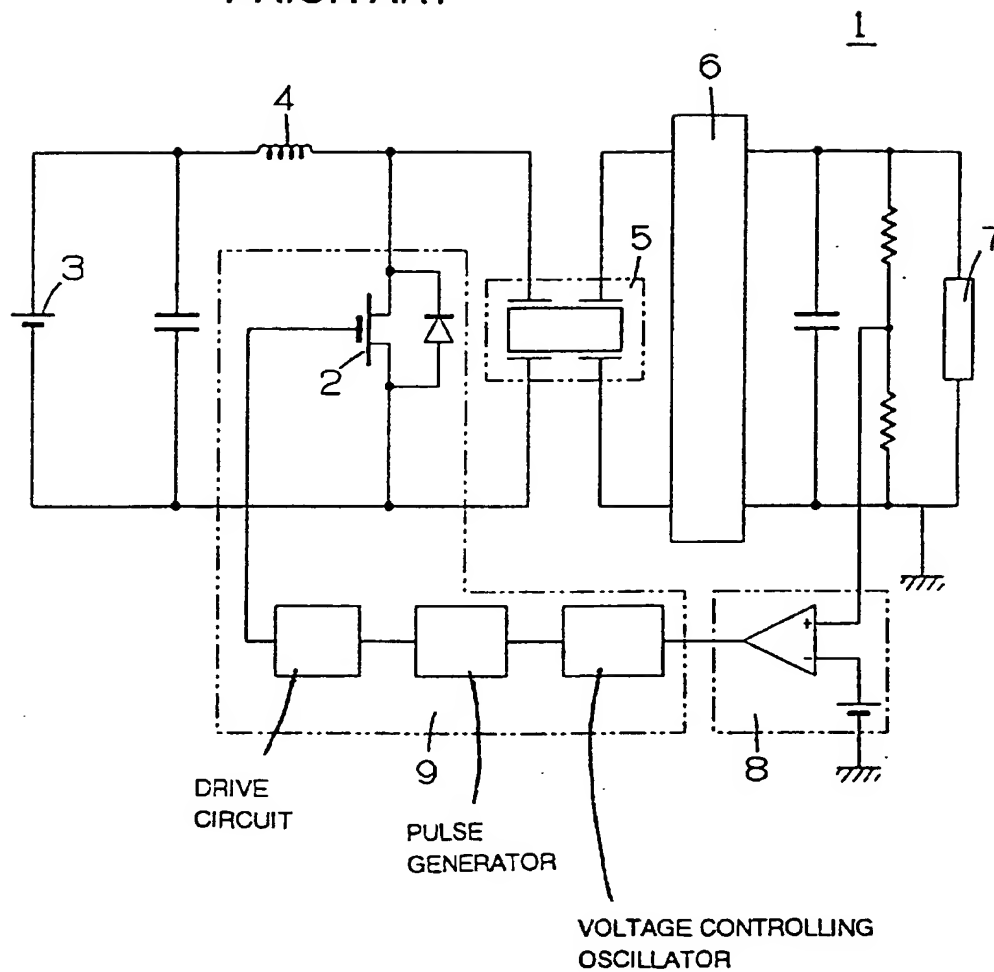 PRIOR ART
1
6
4
5
3
7
2
+
-
9
8
DRIVE
CIRCUIT
PULSE
GENERATOR
VOLTAGE CONTROLLING
OSCILLATOR